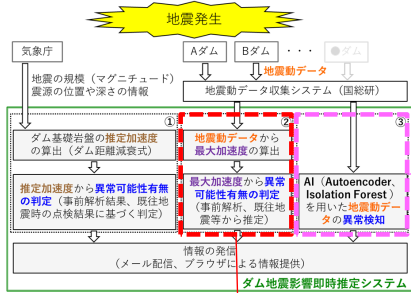 地震発生
気象庁
Aダム
Bダム
・・・
●ダム
地震動データ
地震の規模（マグニチュード）
震源の位置や深さの情報
地震動データ収集システム（国総研）
①
ダム基礎岩盤の推定加速度
の算出（ダム距離減衰式）
推定加速度から異常可能性有無
の判定（事前解析結果、既往地
震時の点検結果に基づく判定）
②
地震動データから
最大加速度の算出
最大加速度から異常
可能性有無の判定
（事前解析、既往地
震等から推定）
③
AI（Autoencoder、
Isolation Forest）
を用いた地震動デー
タの異常検知
情報の発信
（メール配信、ブラウザによる情報提供）
ダム地震影響即時推定システム